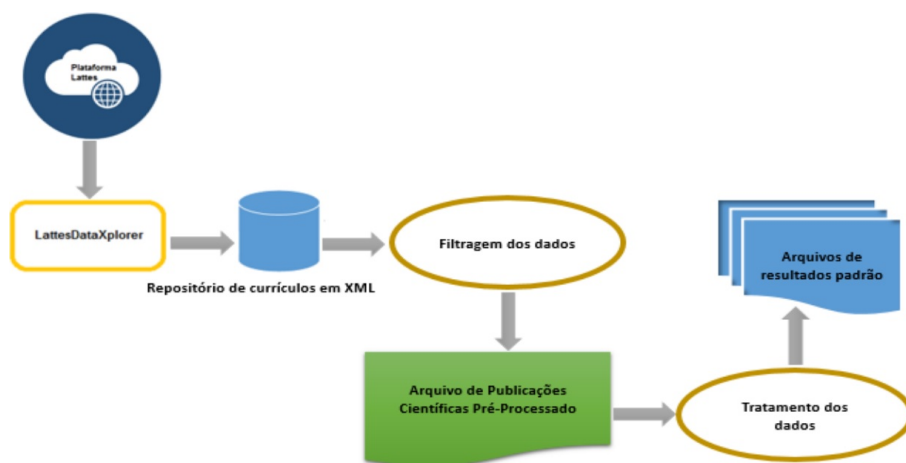 Plataforma
Lattes
LattesDataXplorer
Repositório de currículos em XML
Filtragem dos dados
Arquivos de
resultados padrão
Arquivo de Publicações
Científicas Pré-Processado
Tratamento dos
dados